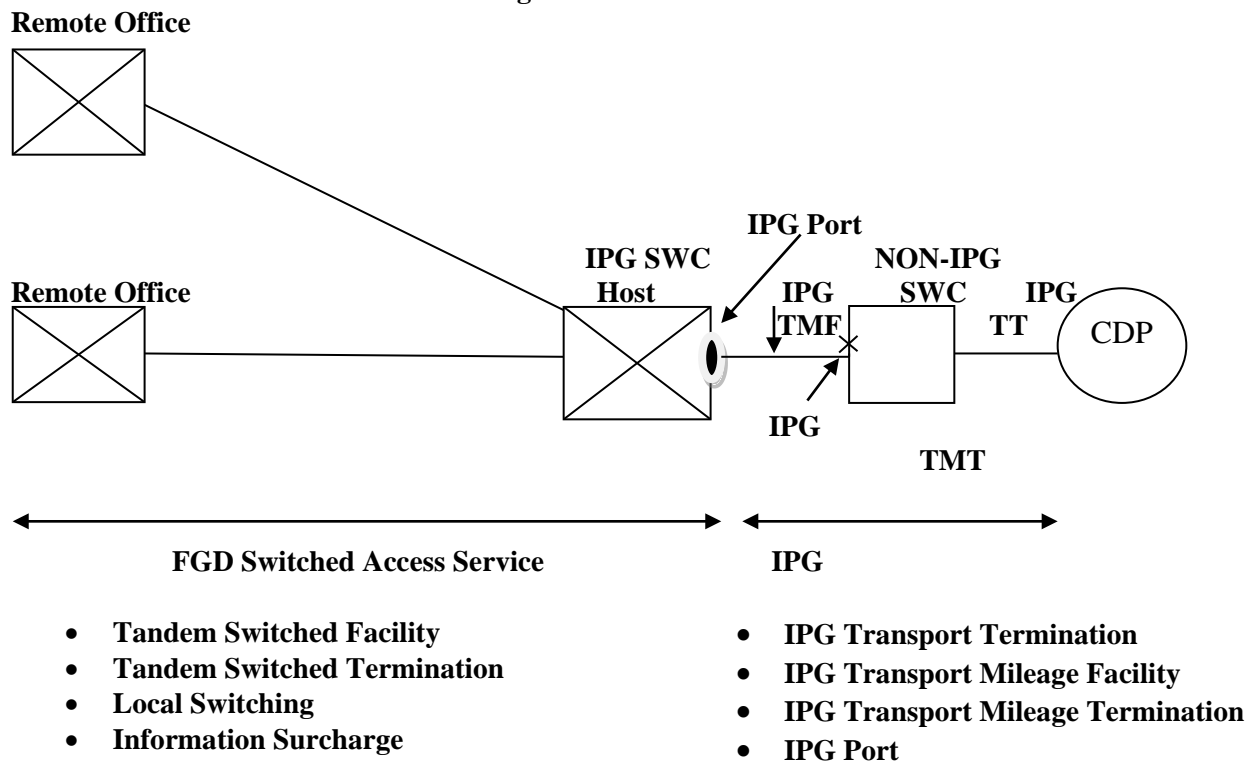 Remote Office
IPG Port
IPG SWC
NON-IPG
Remote Office
Host
IPG
SWC
IPG
TMF
TT
CDP
IPG
TMT
FGD Switched Access Service
IPG
• Tandem Switched Facility
• Tandem Switched Termination
• Local Switching
• Information Surcharge
• IPG Transport Termination
• IPG Transport Mileage Facility
• IPG Transport Mileage Termination
• IPG Port